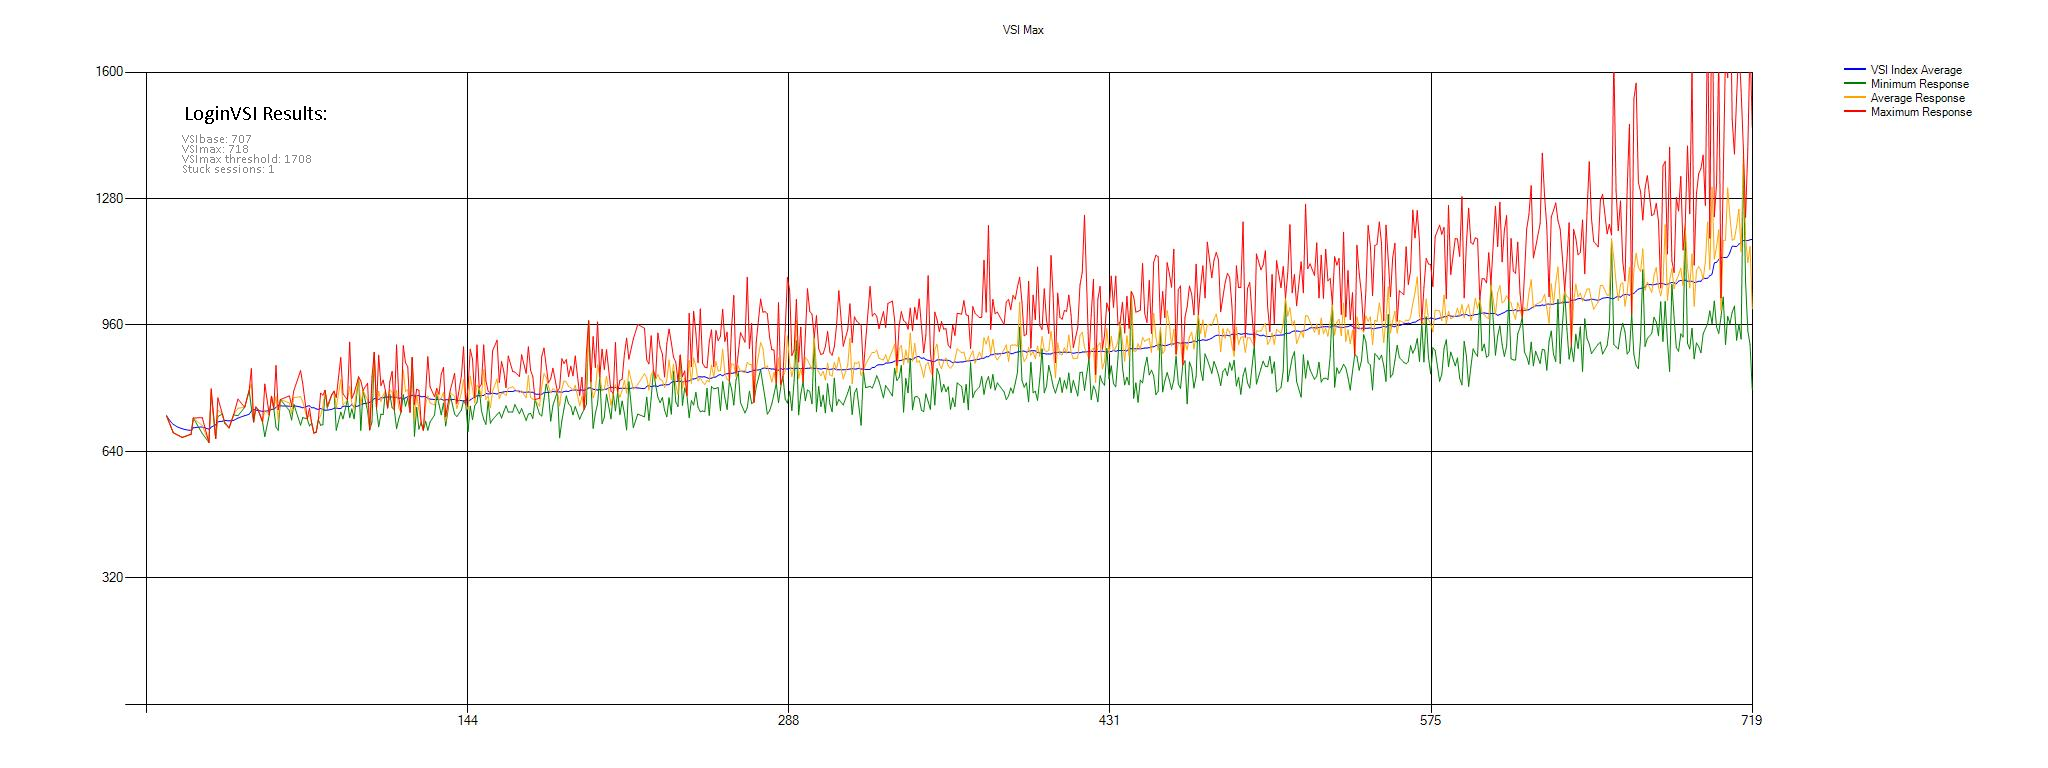 VSI Max
1600
1280
960
640
320
144
288
431
575
719
LoginVSI Results:
VSIbase: 707
VSImax: 718
VSImax threshold: 1708
Stuck sessions: 1
VSI Index Average
Minimum Response
Average Response
Maximum Response